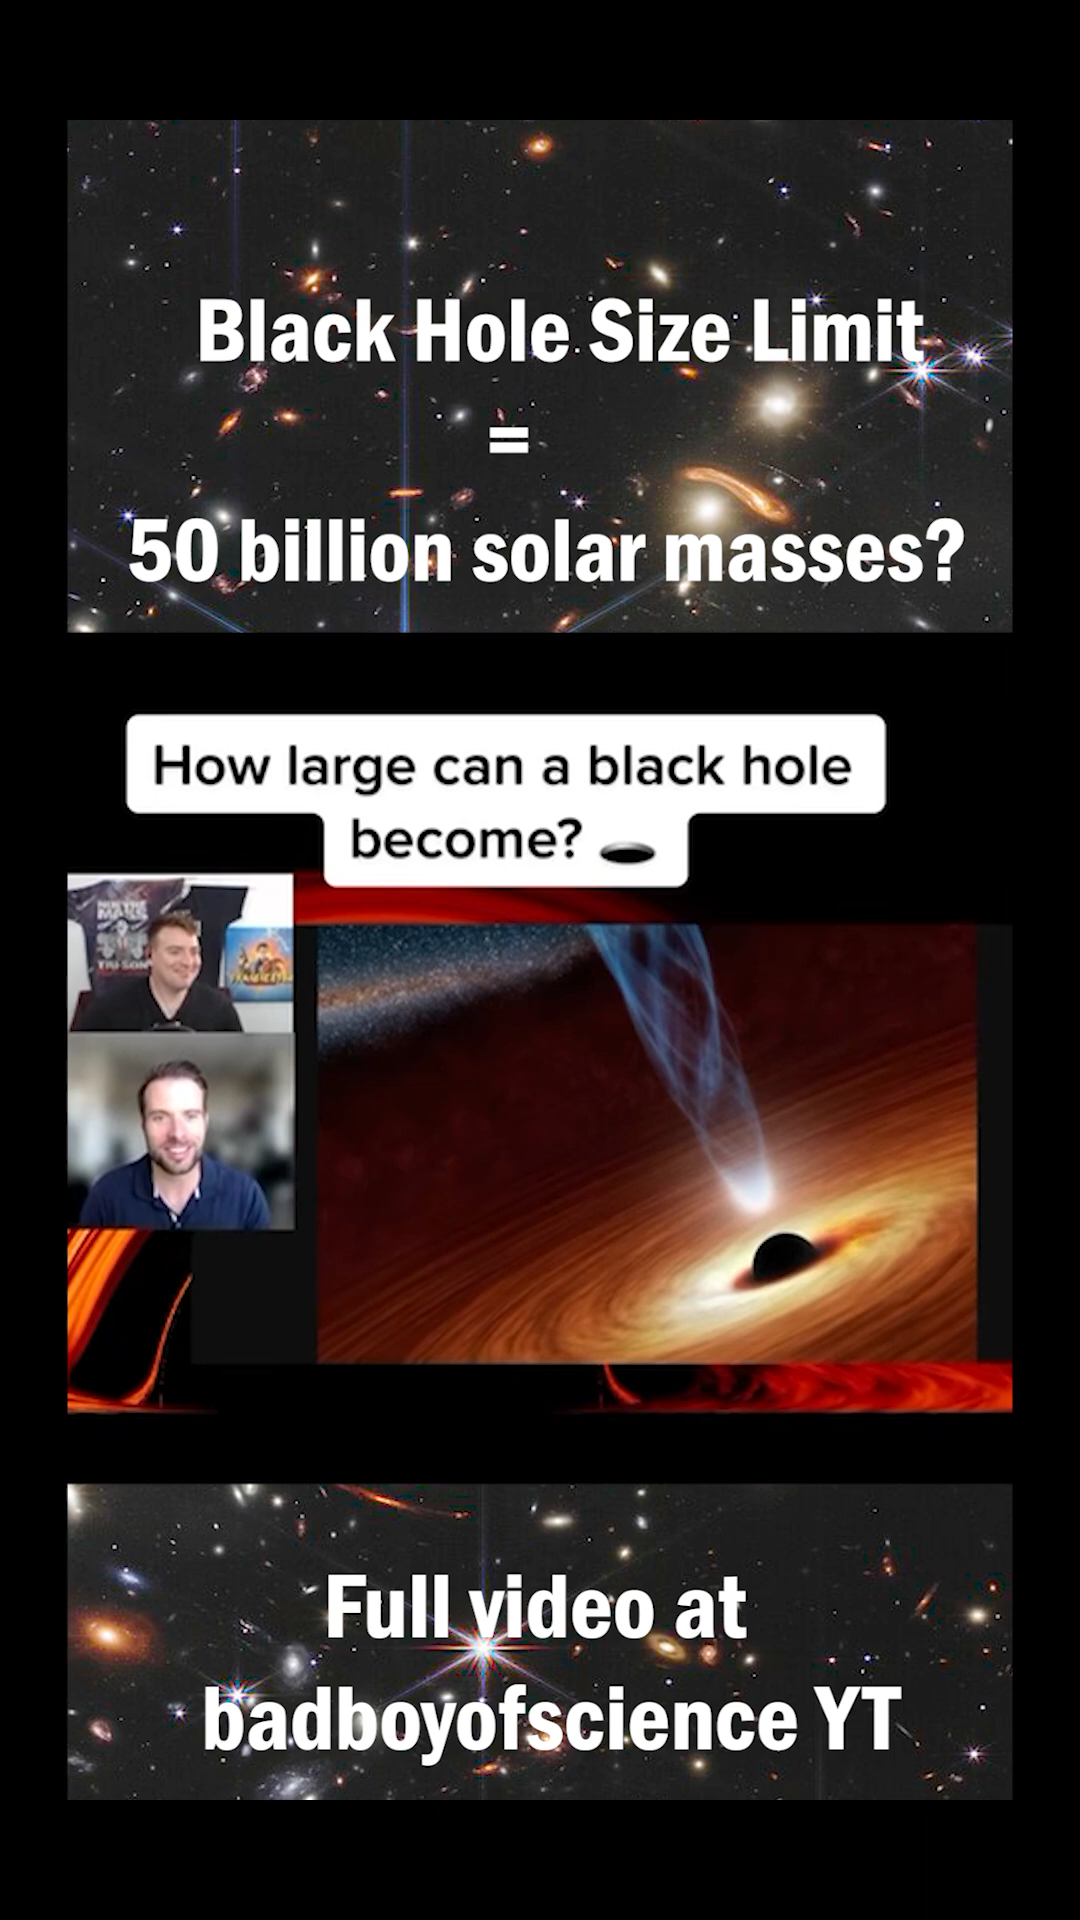 Black Hole Size Limit
=
50 billion solar masses?
How large can a black hole
become?
Full video at
badboyofscience YT